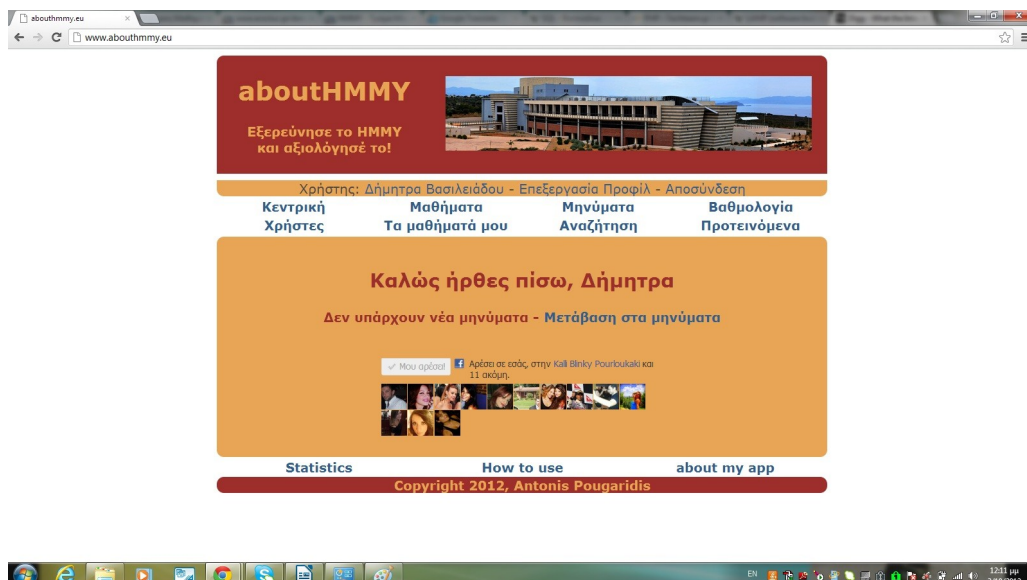 abouthmmy.eu
www.abouthmmy.eu
aboutHMMY
Εξερεύνησε το ΗΜΜΥ
και αξιολόγησέ το!
Χρήστης: Δήμητρα Βασιλειάδου - Επεξεργασία Προφίλ - Αποσύνδεση
Κεντρική Μαθήματα Μηνύματα Βαθμολογία
Χρήστες Τα μαθήματά μου Αναζήτηση Προτεινόμενα
Καλώς ήρθες πίσω, Δήμητρα
Δεν υπάρχουν νέα μηνύματα - Μετάβαση στα μηνύματα
Μου αρέσει! Αρέσει σε εσάς, στην Kalli Blinky Pourloukaki και
11 ακόμη.
Statistics How to use about my app
Copyright 2012, Antonis Pougaridis
EN 12:11 μμ